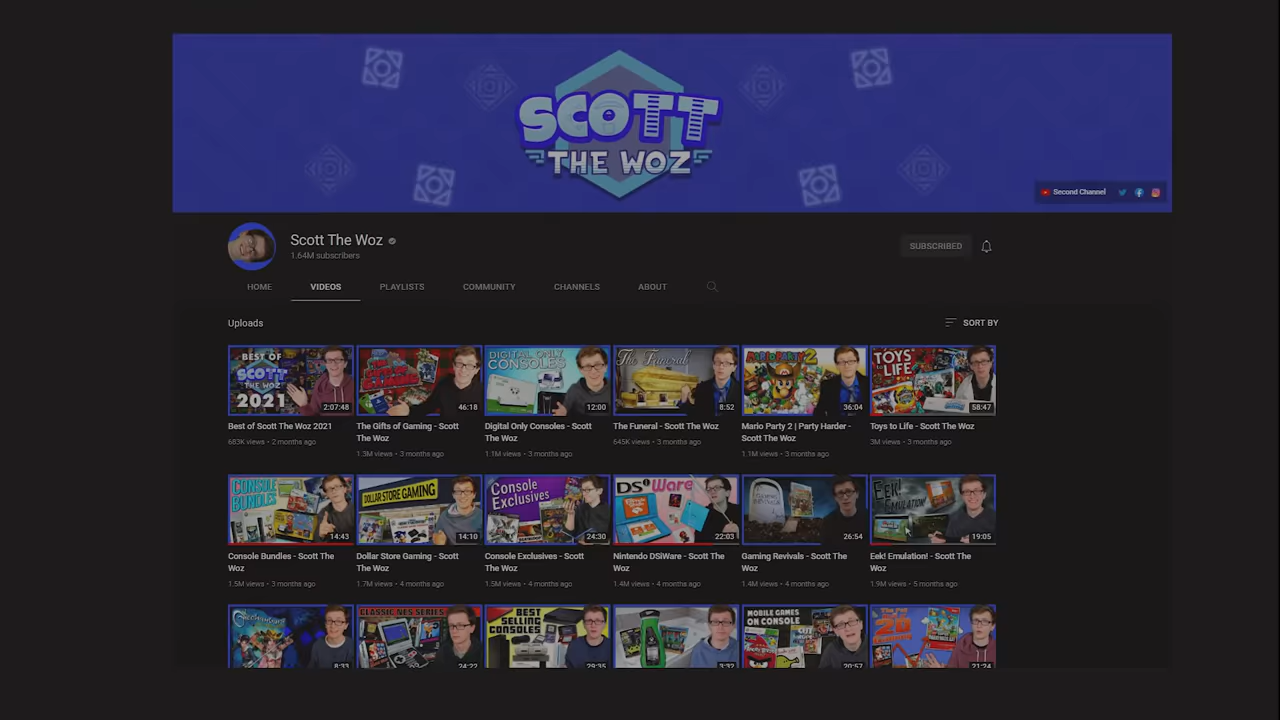 SCOTT
THE WOZ
Second Channel
Scott The Woz
1.64M subscribers
SUBSCRIBED
HOME
VIDEOS
PLAYLISTS
COMMUNITY
CHANNELS
ABOUT
Uploads
SORT BY
BEST OF
SCOTT
THE WOZ
2021
2:07:48
46:18
DIGITAL ONLY
CONSOLES
12:00
The Funeral
8:52
MARIO PARTY 2
36:04
TOYS
TO
LIFE
58:47
Best of Scott The Woz 2021
683K views • 2 months ago
The Gifts of Gaming - Scott
The Woz
1.3M views • 3 months ago
Digital Only Consoles - Scott
The Woz
1.1M views • 3 months ago
The Funeral - Scott The Woz
645K views • 3 months ago
Mario Party 2 | Party Harder -
Scott The Woz
1.1M views • 3 months ago
Toys to Life - Scott The Woz
3M views • 3 months ago
CONSOLE
BUNDLES
14:43
DOLLAR STORE GAMING
14:10
Console
Exclusives
24:30
DSiWare
22:03
26:54
EEK!
EMULATION!
19:05
Console Bundles - Scott The
Woz
1.5M views • 3 months ago
Dollar Store Gaming - Scott
The Woz
1.7M views • 4 months ago
Console Exclusives - Scott
The Woz
1.5M views • 4 months ago
Nintendo DSiWare - Scott The
Woz
1.4M views • 4 months ago
Gaming Revivals - Scott The
Woz
1.4M views • 4 months ago
Eek! Emulation! - Scott The
Woz
1.9M views • 5 months ago
8:33
CLASSIC NES SERIES
24:22
BEST
SELLING
CONSOLES
29:35
3:32
MOBILE GAMES
ON CONSOLE
20:57
21:24